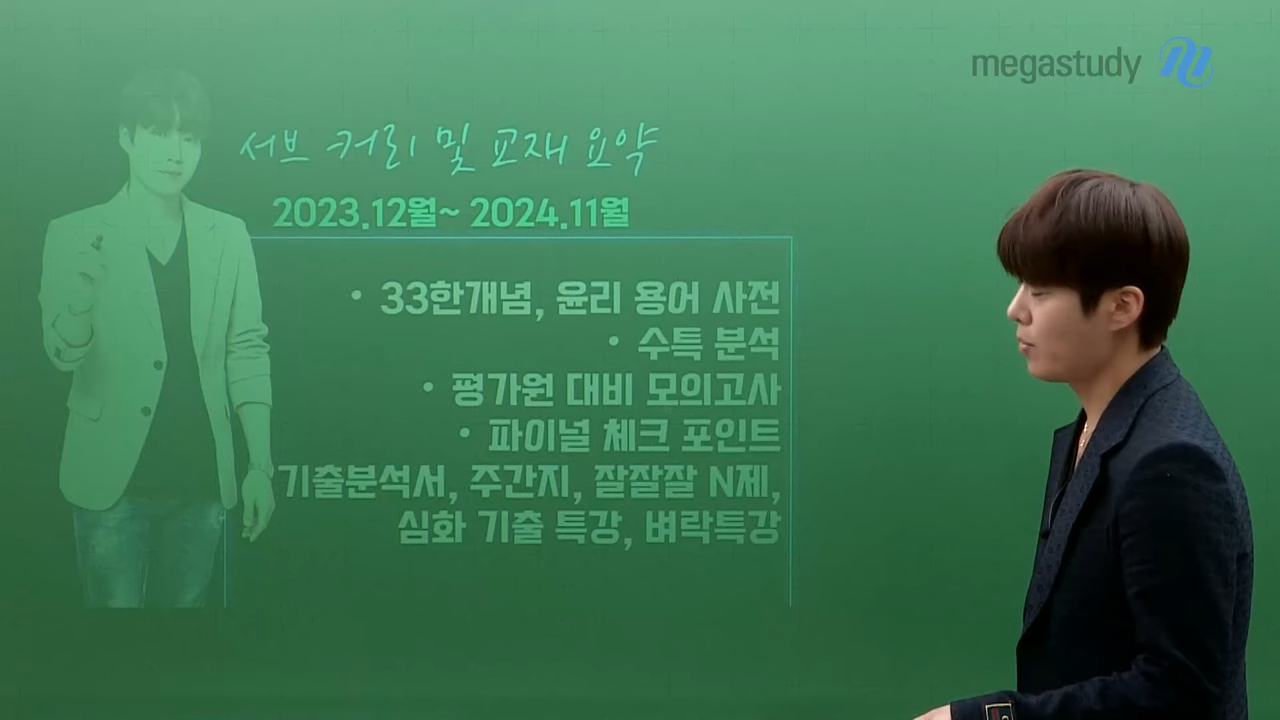 megastudy
서브 커리 및 교재 요약
2023.12월~ 2024.11월
• 33한개념, 윤리 용어 사전
• 수특 분석
• 평가원 대비 모의고사
• 파이널 체크 포인트
기출분석서, 주간지, 잘잘잘 N제,
심화 기출 특강, 벼락특강